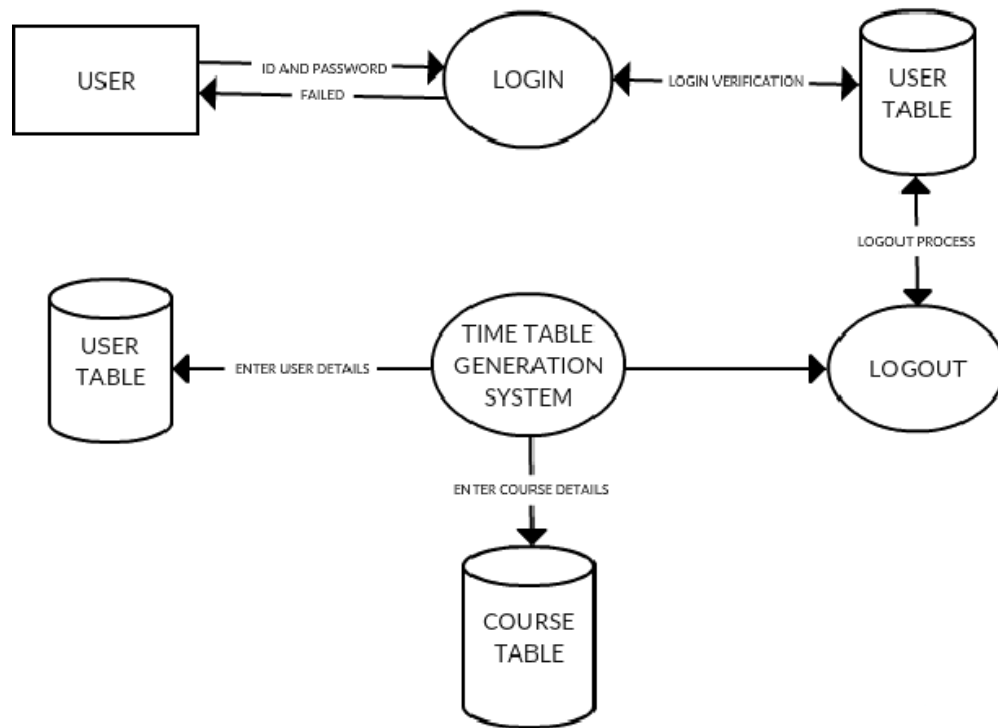 USER
ID AND PASSWORD
FAILED
LOGIN
LOGIN VERIFICATION
USER
TABLE
LOGOUT PROCESS
USER
TABLE
ENTER USER DETAILS
TIME TABLE
GENERATION
SYSTEM
LOGOUT
ENTER COURSE DETAILS
COURSE
TABLE